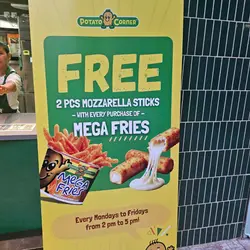 POTATO CORNER
FREE
2 PCS MOZZARELLA STICKS
- WITH EVERY PURCHASE OF -
MEGA FRIES
MEGA
FRIES
Every Mondays to Fridays
from 2 pm to 5 pm!